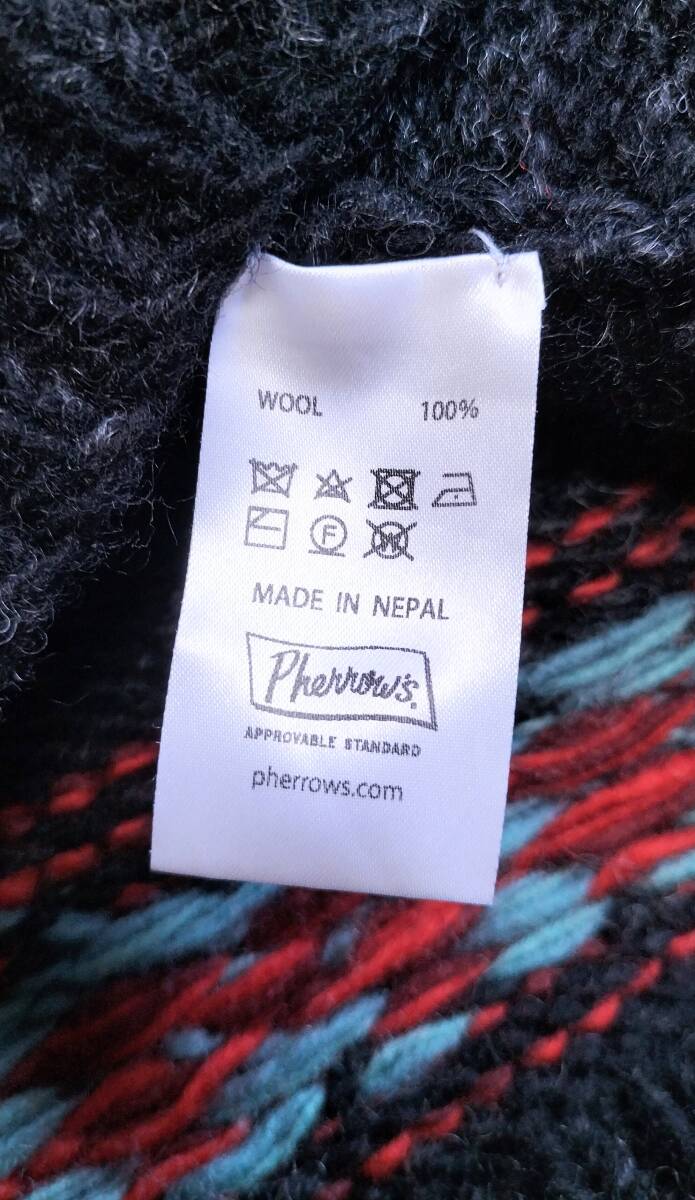 WOOL 100%
F W
MADE IN NEPAL
Pherrow's.
APPROVABLE STANDARD
pherrows.com